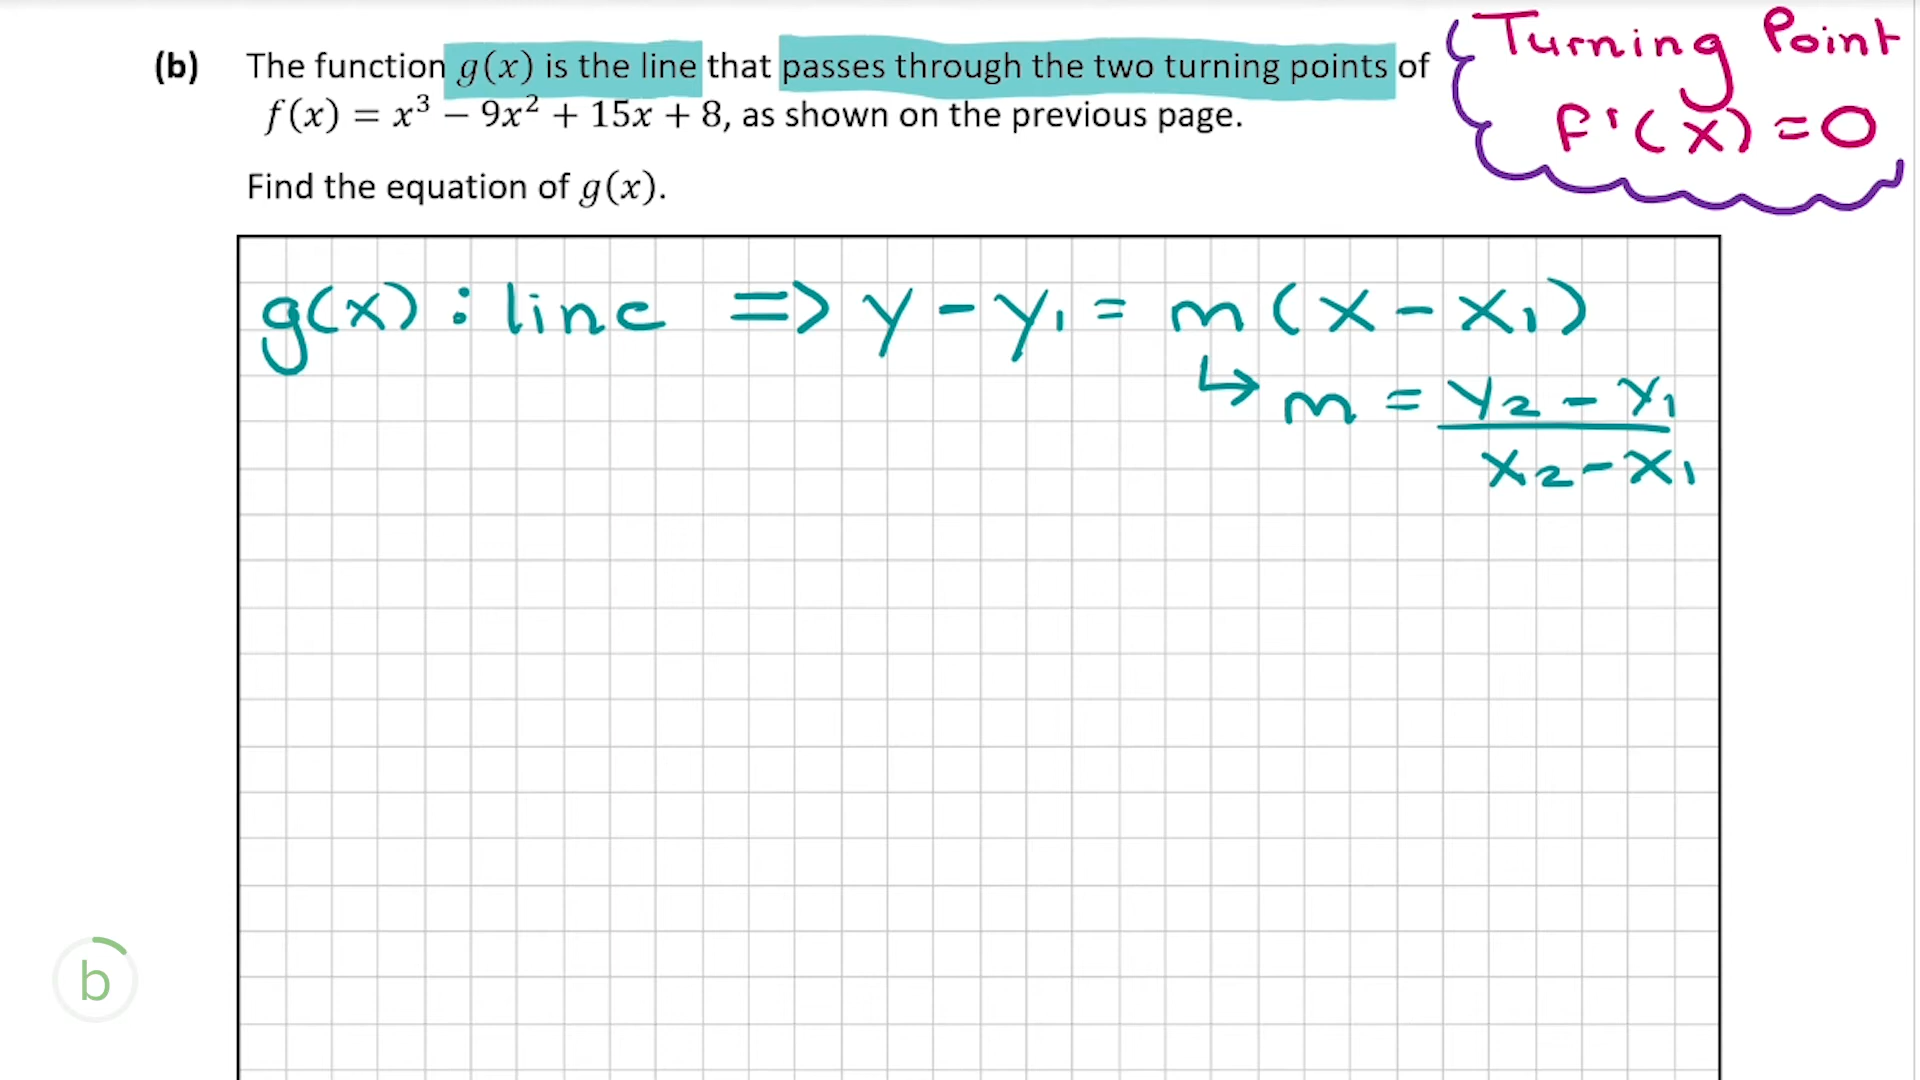 (b) The function g(x) is the line that passes through the two turning points of
f(x) = x³ − 9x² + 15x + 8, as shown on the previous page.
Find the equation of g(x).
Turning Point
f'(x) = 0
g(x) : line => y - y₁ = m(x - x₁)
↳ m = y₂ - y₁
x₂ - x₁
b